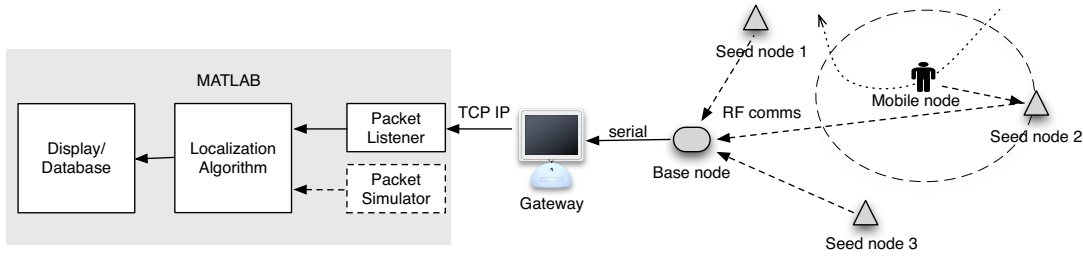 MATLAB
Display/
Database
Localization
Algorithm
Packet
Listener
Packet
Simulator
TCP IP
Gateway
serial
Base node
RF comms
Seed node 1
Mobile node
Seed node 2
Seed node 3